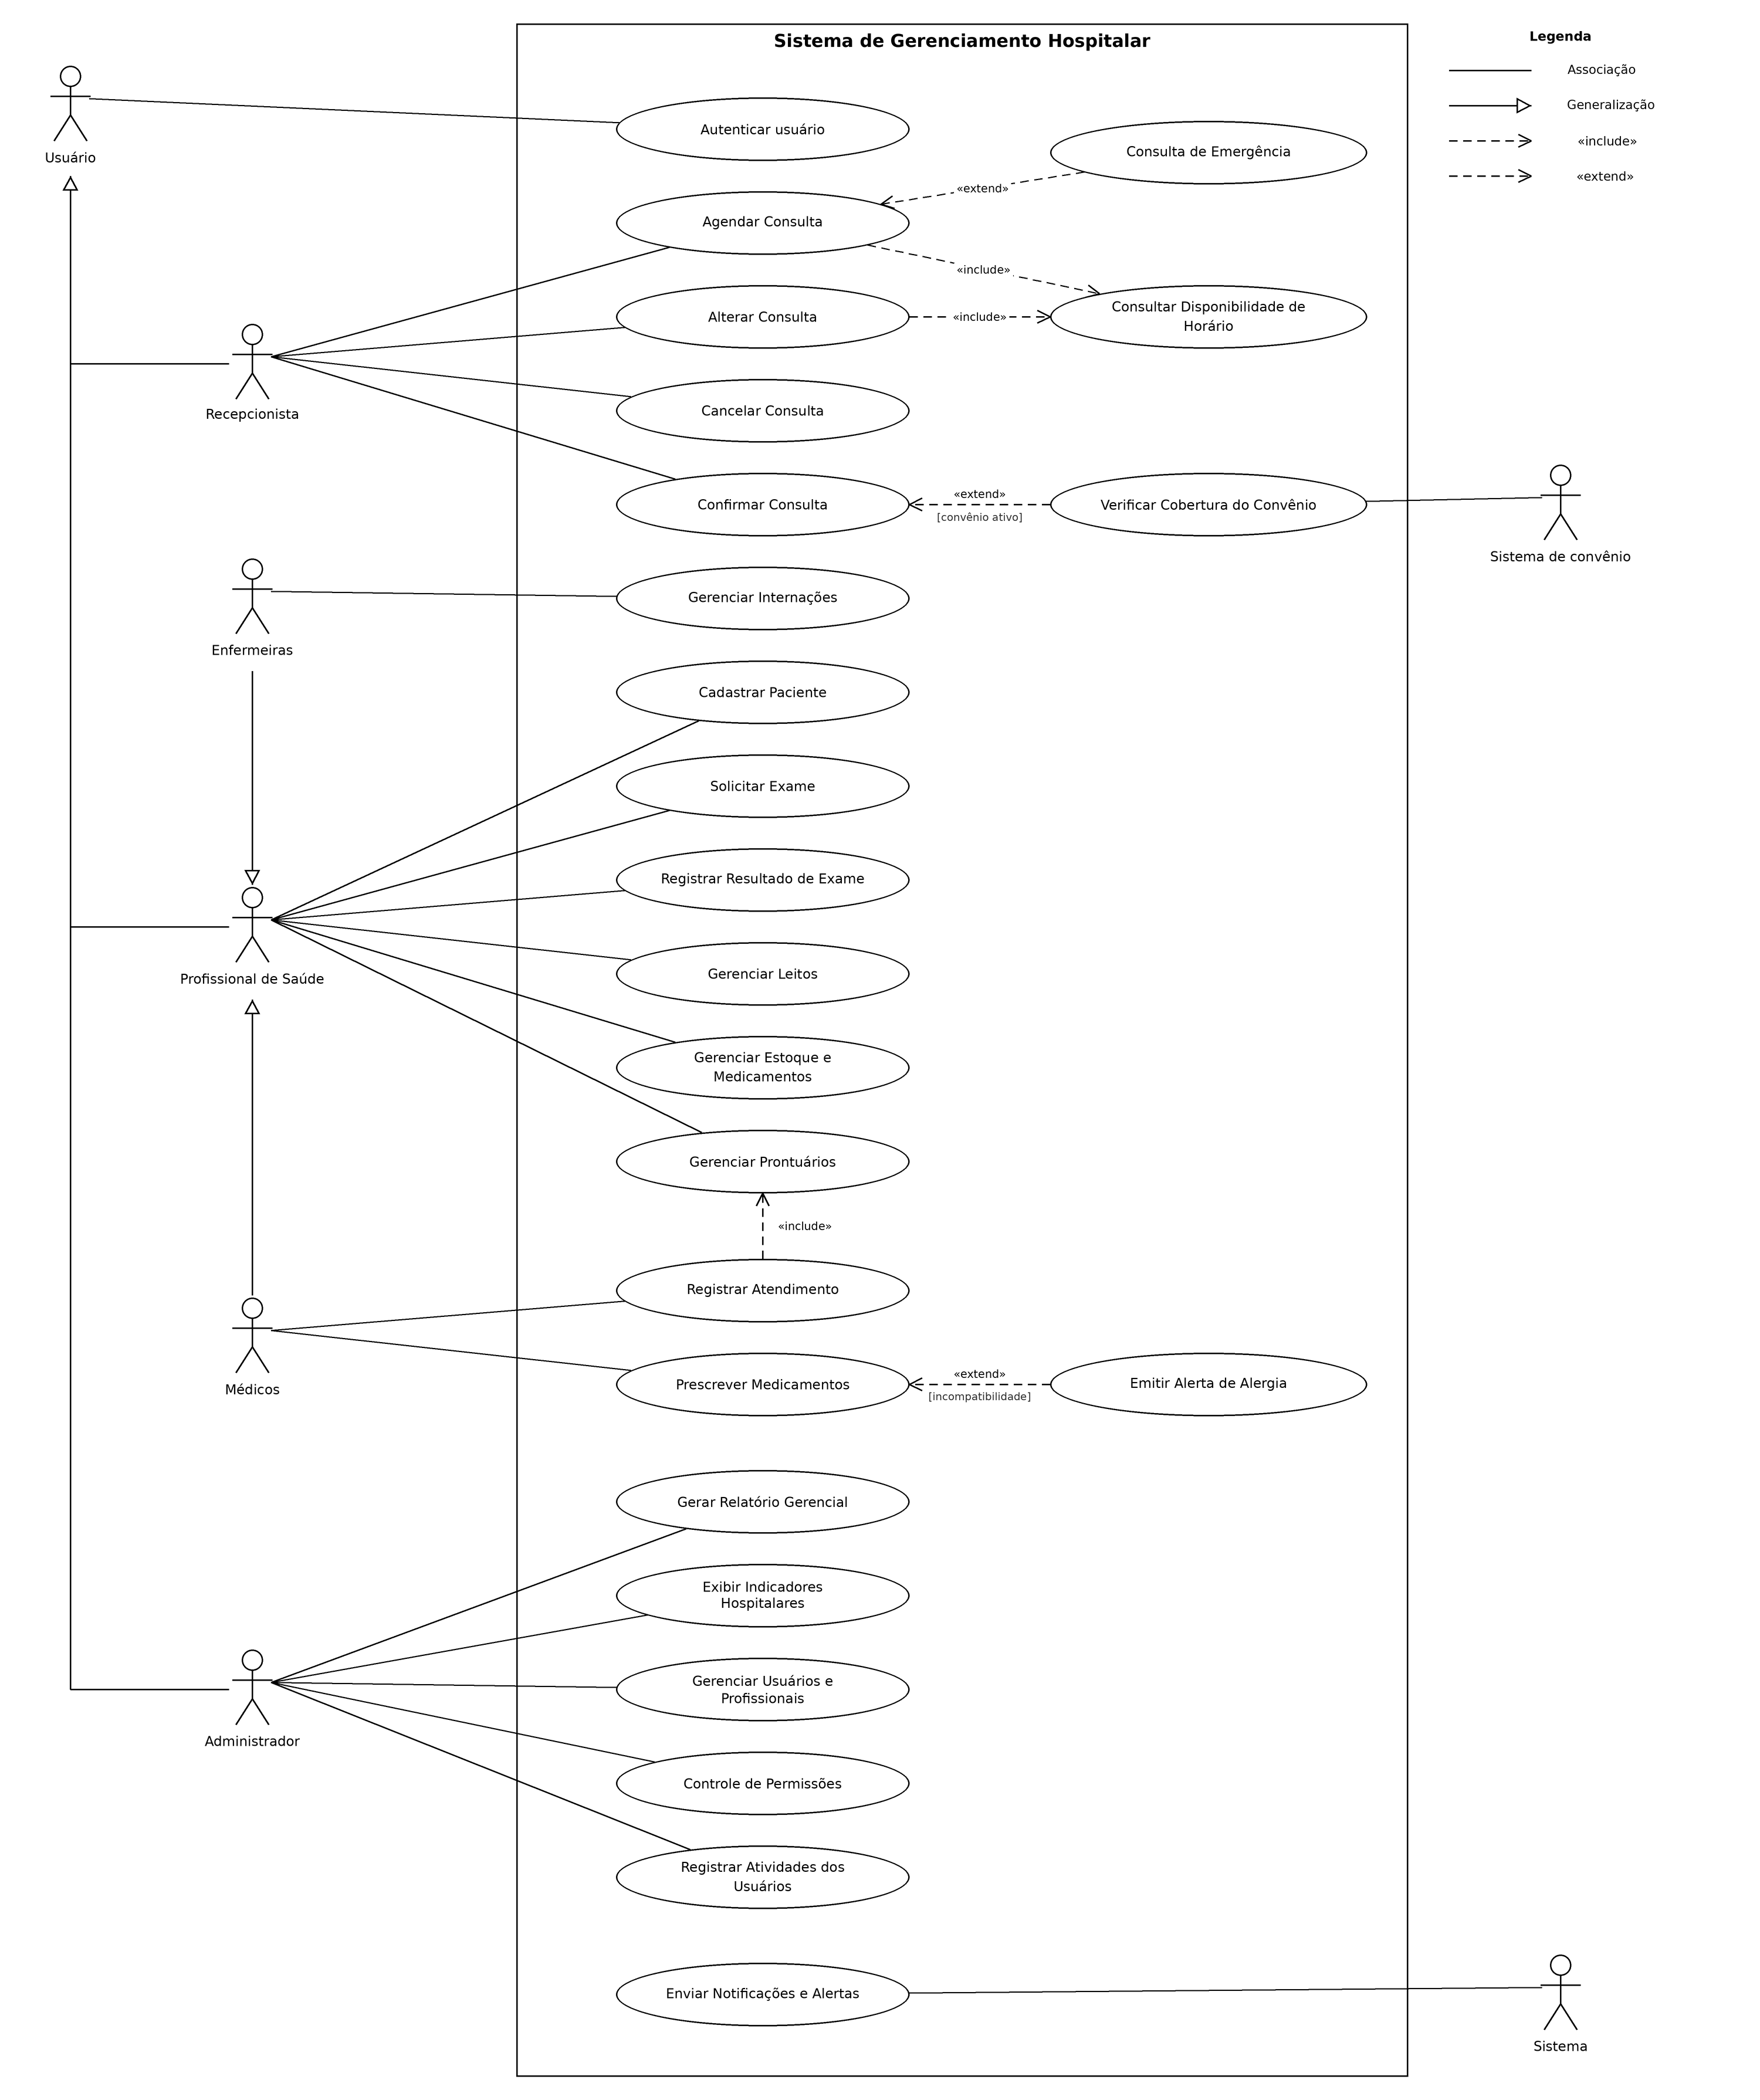 Sistema de Gerenciamento Hospitalar
Legenda
Associação
Generalização
«include»
«extend»
Usuário
Autenticar usuário
Consulta de Emergência
«extend»
Agendar Consulta
«include»
Consultar Disponibilidade de
Horário
Alterar Consulta
«include»
Recepcionista
Cancelar Consulta
Confirmar Consulta
«extend»
[convênio ativo]
Verificar Cobertura do Convênio
Sistema de convênio
Gerenciar Internações
Enfermeiras
Cadastrar Paciente
Solicitar Exame
Registrar Resultado de Exame
Profissional de Saúde
Gerenciar Leitos
Gerenciar Estoque e
Medicamentos
Gerenciar Prontuários
«include»
Registrar Atendimento
Médicos
Prescrever Medicamentos
«extend»
[incompatibilidade]
Emitir Alerta de Alergia
Gerar Relatório Gerencial
Exibir Indicadores
Hospitalares
Gerenciar Usuários e
Profissionais
Administrador
Controle de Permissões
Registrar Atividades dos
Usuários
Enviar Notificações e Alertas
Sistema